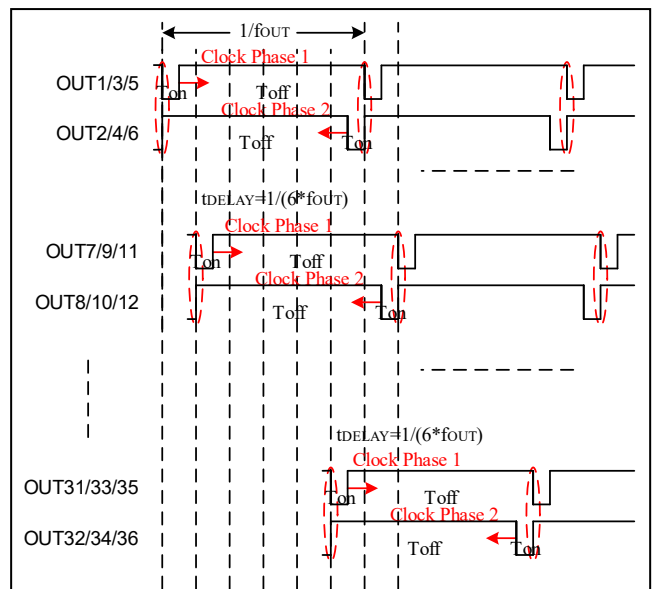 1/fOUT
Clock Phase 1
OUT1/3/5
Ton
Toff
Clock Phase 2
OUT2/4/6
Toff
Ton
tDELAY=1/(6*fOUT)
Clock Phase 1
OUT7/9/11
Ton
Toff
Clock Phase 2
OUT8/10/12
Toff
Ton
tDELAY=1/(6*fOUT)
Clock Phase 1
OUT31/33/35
Ton
Toff
Clock Phase 2
OUT32/34/36
Toff
Ton